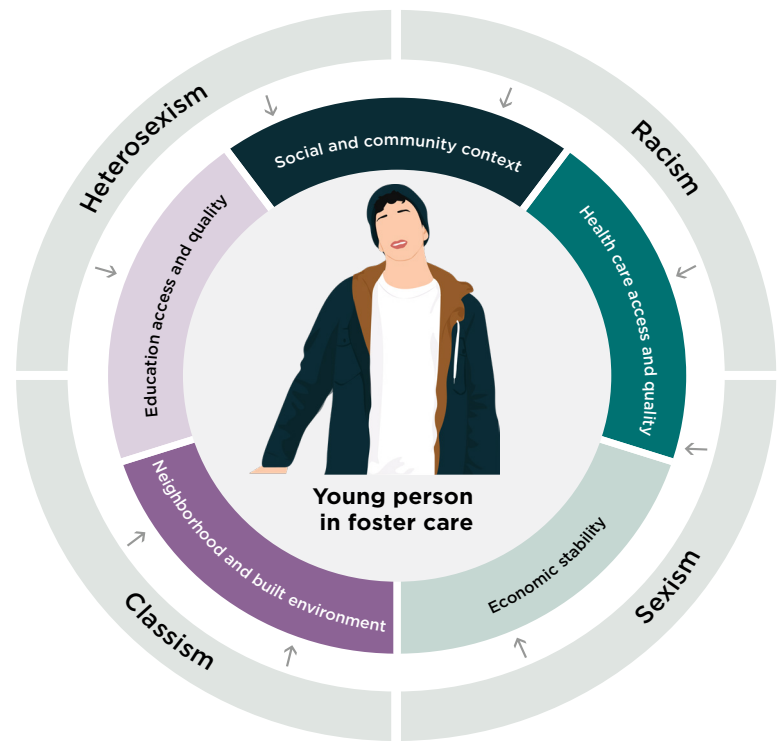 Heterosexism
Racism
Social and community context
Education access and quality
Health care access and quality
Young person
in foster care
Neighborhood and built environment
Economic stability
Classism
Sexism